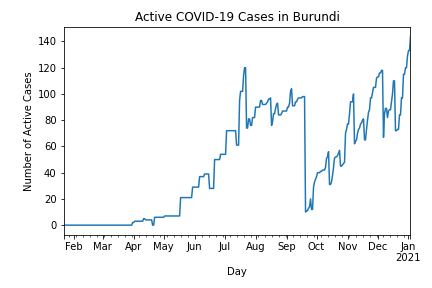 Active COVID-19 Cases in Burundi
Number of Active Cases
140
120
100
80
60
40
20
0
Feb Mar Apr May Jun Jul Aug Sep Oct Nov Dec Jan
2021
Day